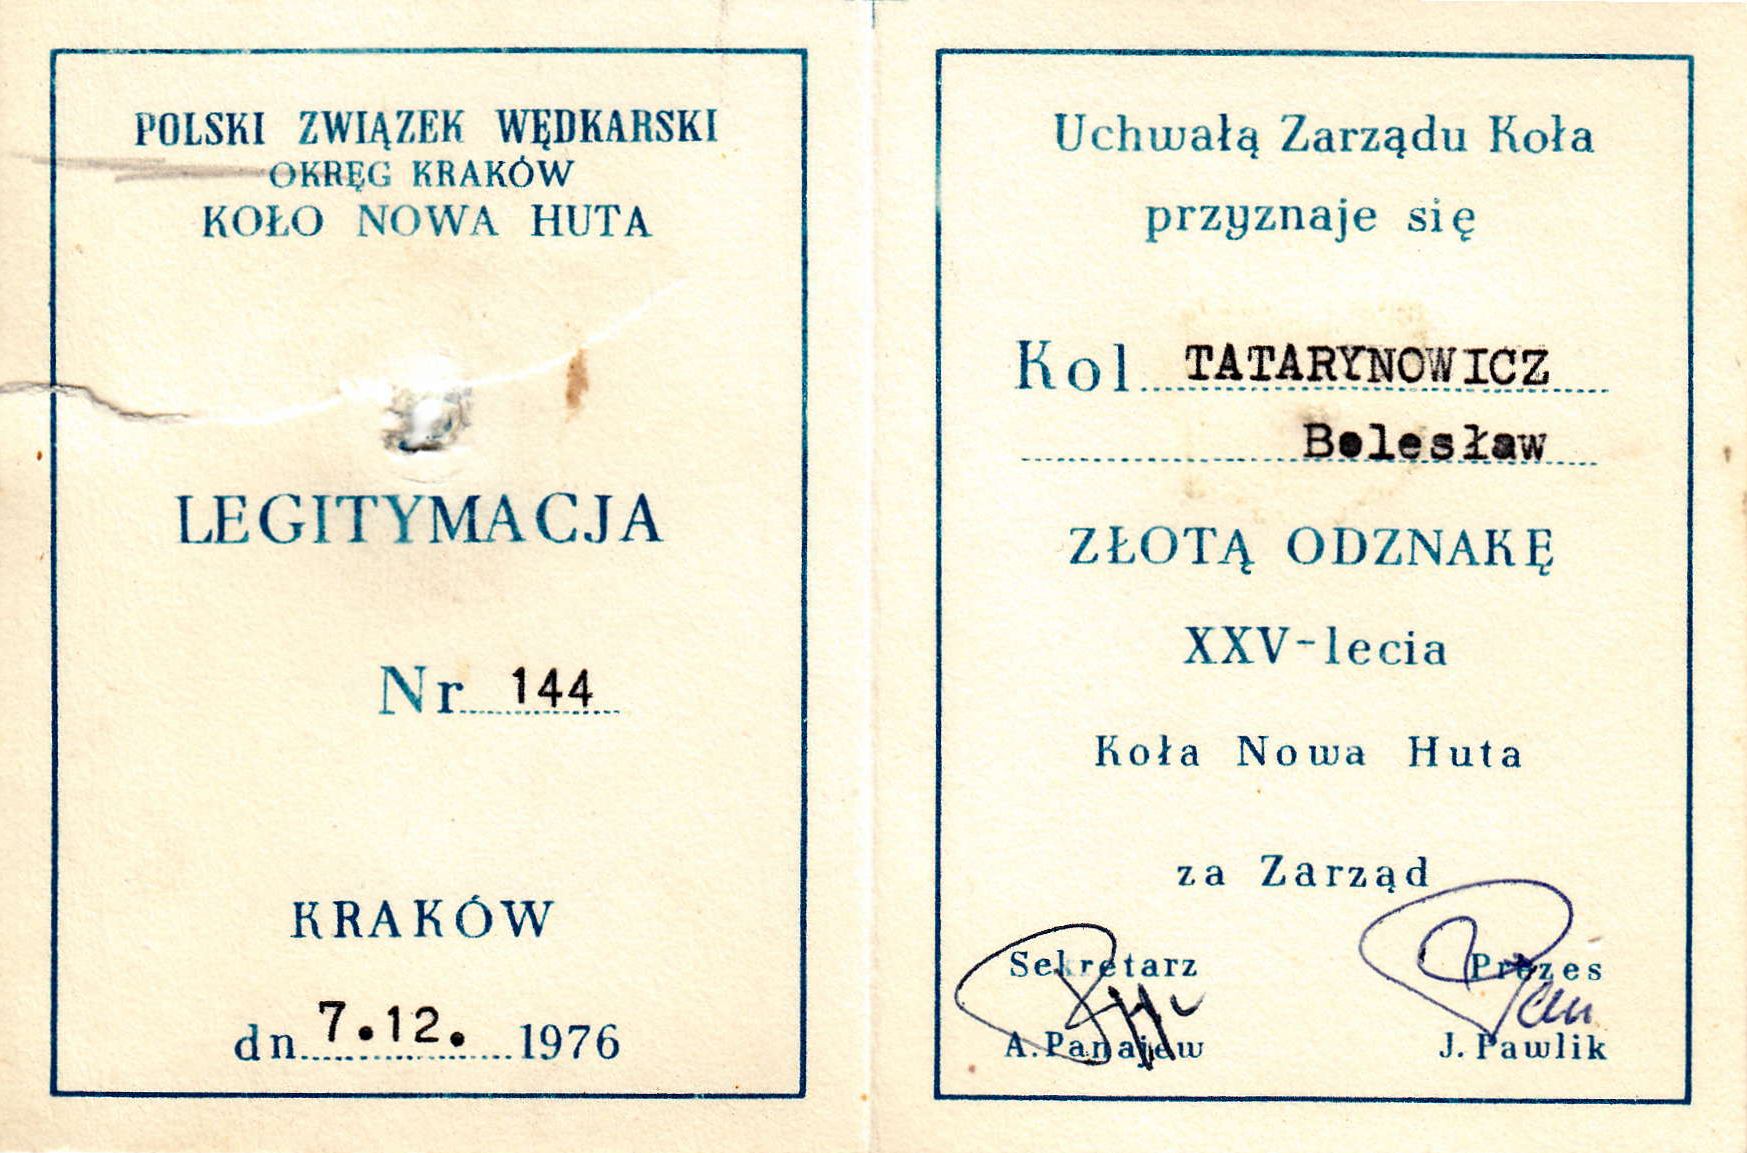 POLSKI ZWIĄZEK WĘDKARSKI
OKRĘG KRAKÓW
KOŁO NOWA HUTA
LEGITYMACJA
Nr 144
KRAKÓW
dn 7.12. 1976
Uchwałą Zarządu Koła
przyznaje się
Kol TATARYNOWICZ
Bolesław
ZŁOTĄ ODZNAKĘ
XXV-lecia
Koła Nowa Huta
za Zarząd
Sekretarz Prezes
A. Panajew J. Pawlik